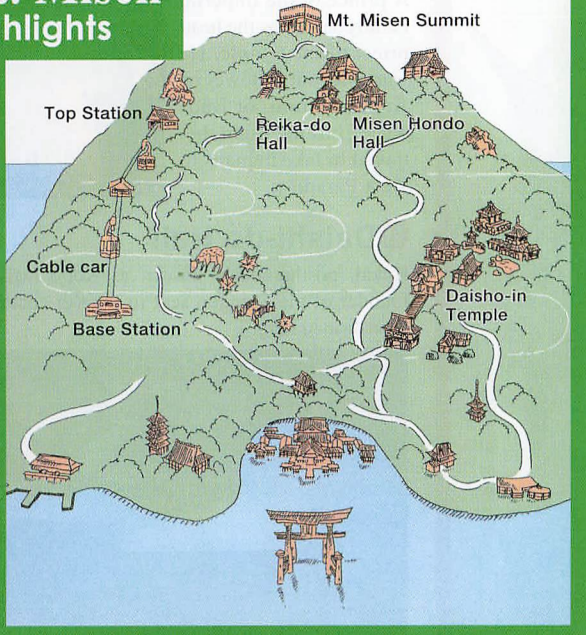 hlights
Mt. Misen Summit
Top Station
Reika-do
Hall
Misen Hondo
Hall
Cable car
Daisho-in
Temple
Base Station